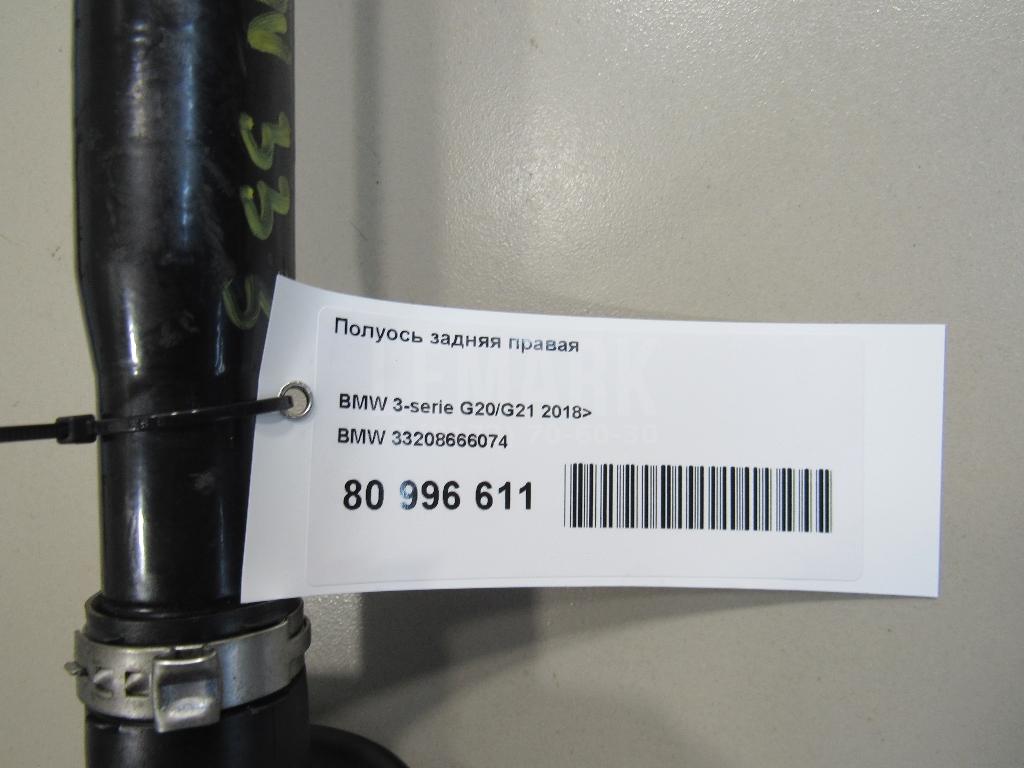 Полуось задняя правая
BMW 3-serie G20/G21 2018>
BMW 33208666074
80 996 611